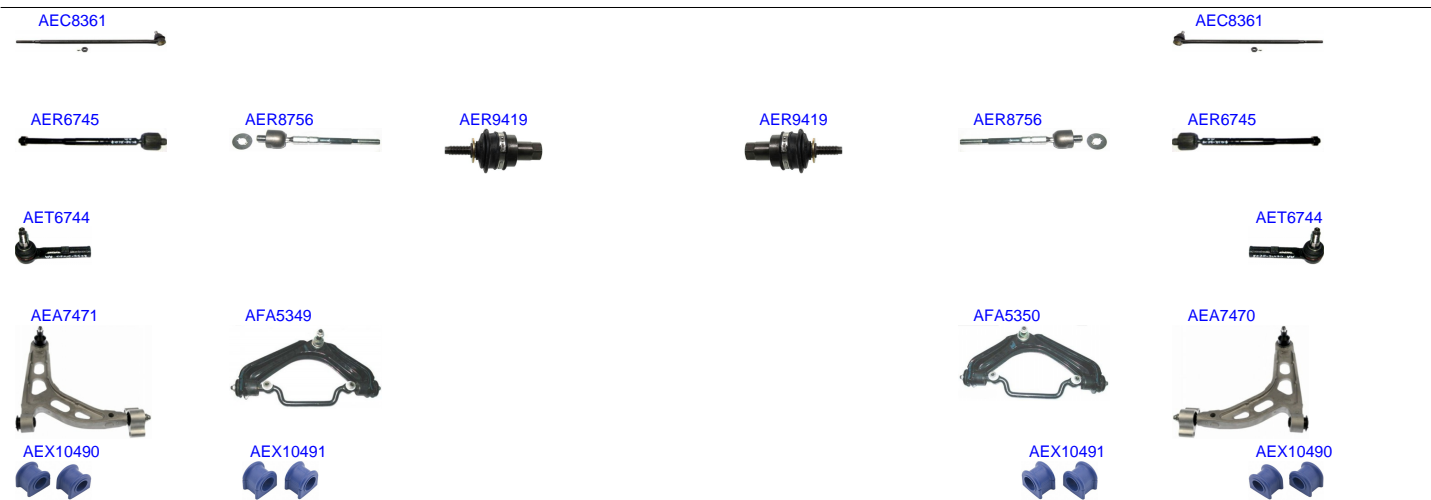 AEC8361 AEC8361
AER6745 AER8756 AER9419 AER9419 AER8756 AER6745
AET6744 AET6744
AEA7471 AFA5349 AFA5350 AEA7470
AEX10490 AEX10491 AEX10491 AEX10490